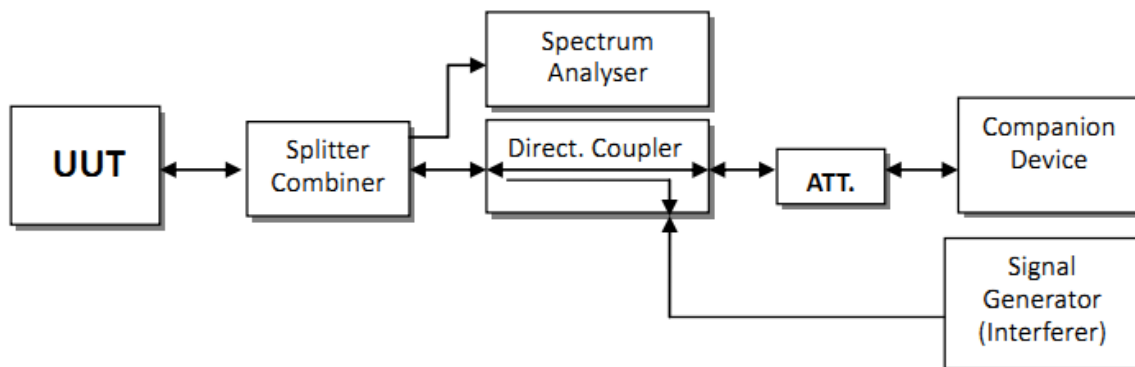 UUT
Splitter
Combiner
Spectrum
Analyser
Direct. Coupler
ATT.
Companion
Device
Signal
Generator
(Interferer)